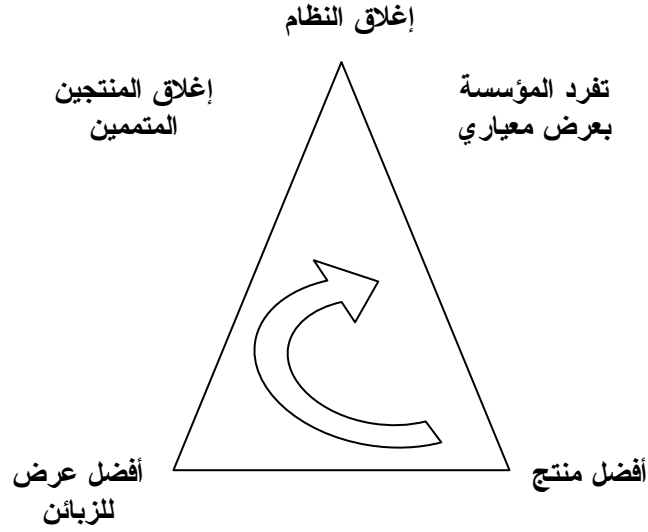 إغلاق النظام
تفرد المؤسسة
بعرض معياري
إغلاق المنتجين
المتممين
أفضل منتج
أفضل عرض
للزبائن